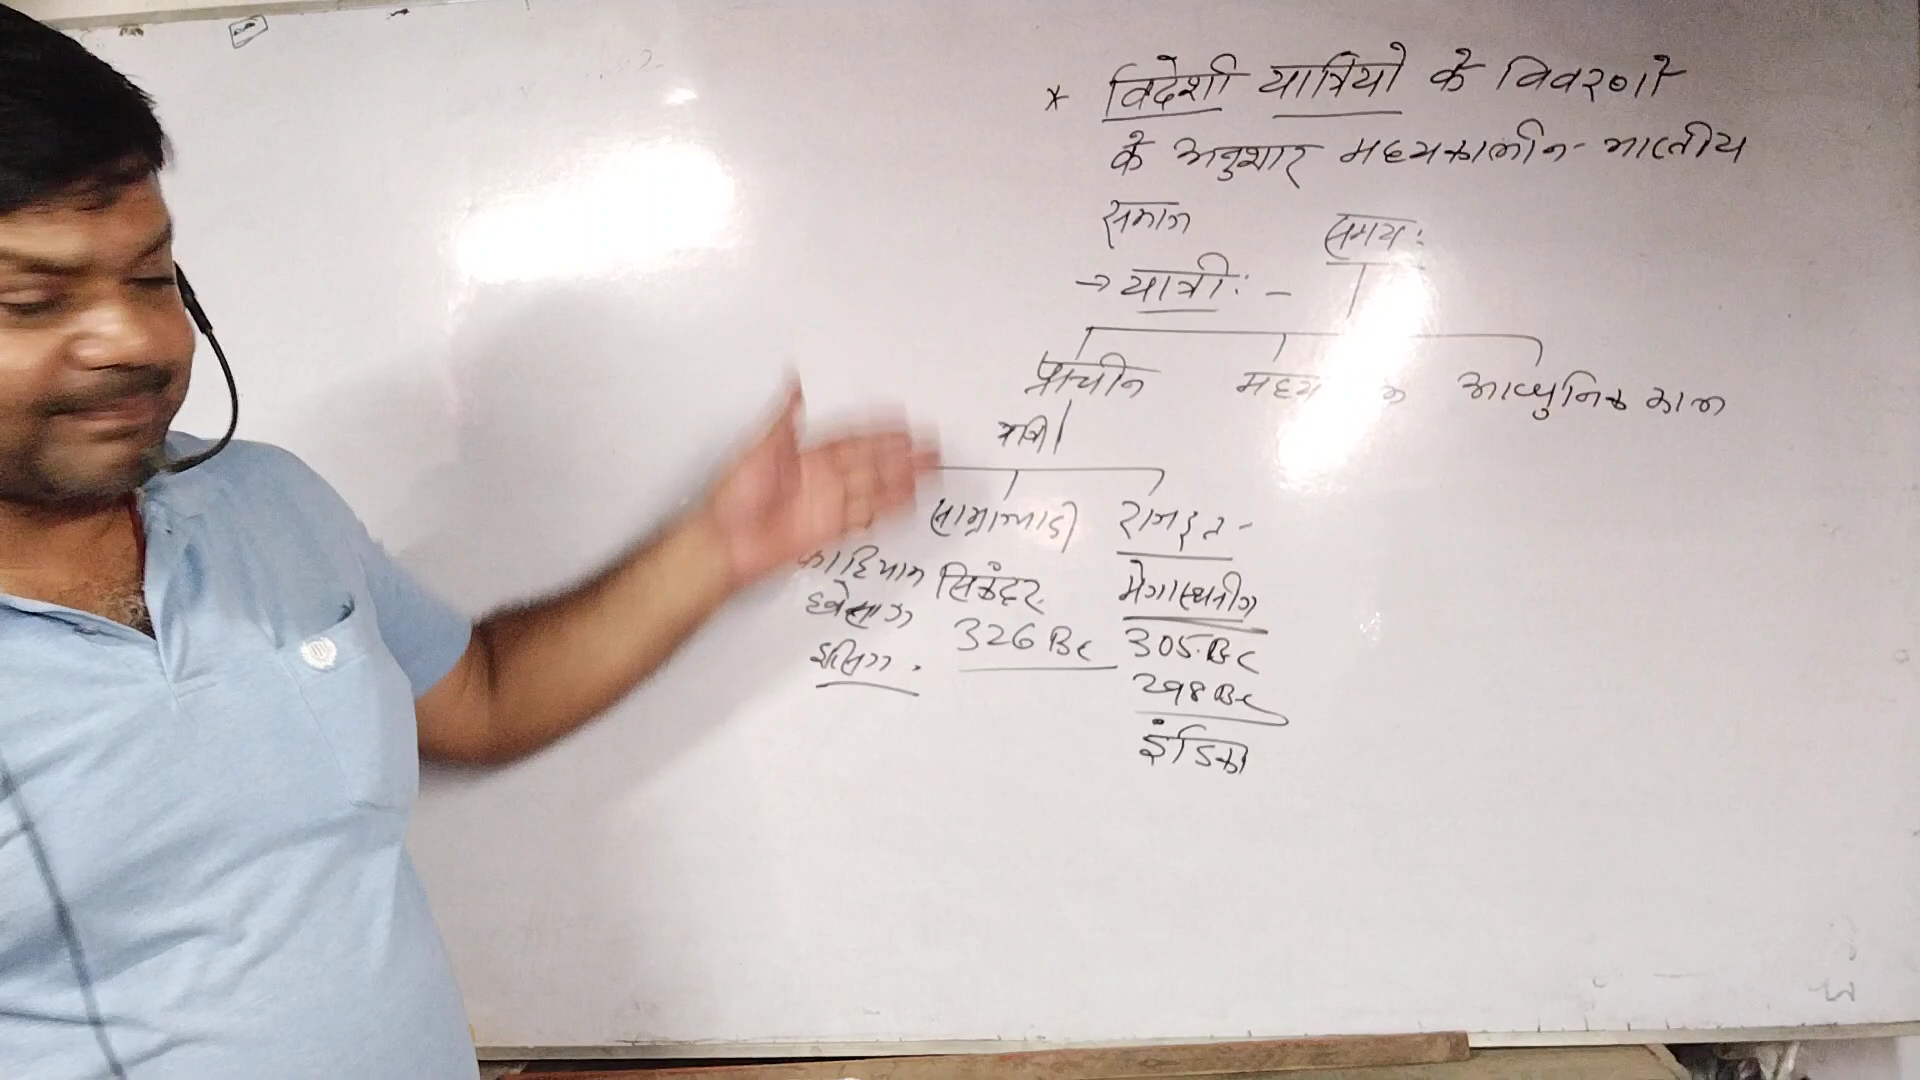 * विदेशी यात्रियो के विवरणो
के अनुशार मध्यकालीन - भारतीय
समाज
समय:
→ यात्री: -
प्राचीन मध्य आधुनिक काल
यात्री
साम्राज्यवादी राजदूत -
फाहियान सिकंदर मेगास्थनीज
ह्वेसांग 326 BC 305 BC
इत्सिंग . 298 BC
इंडिका